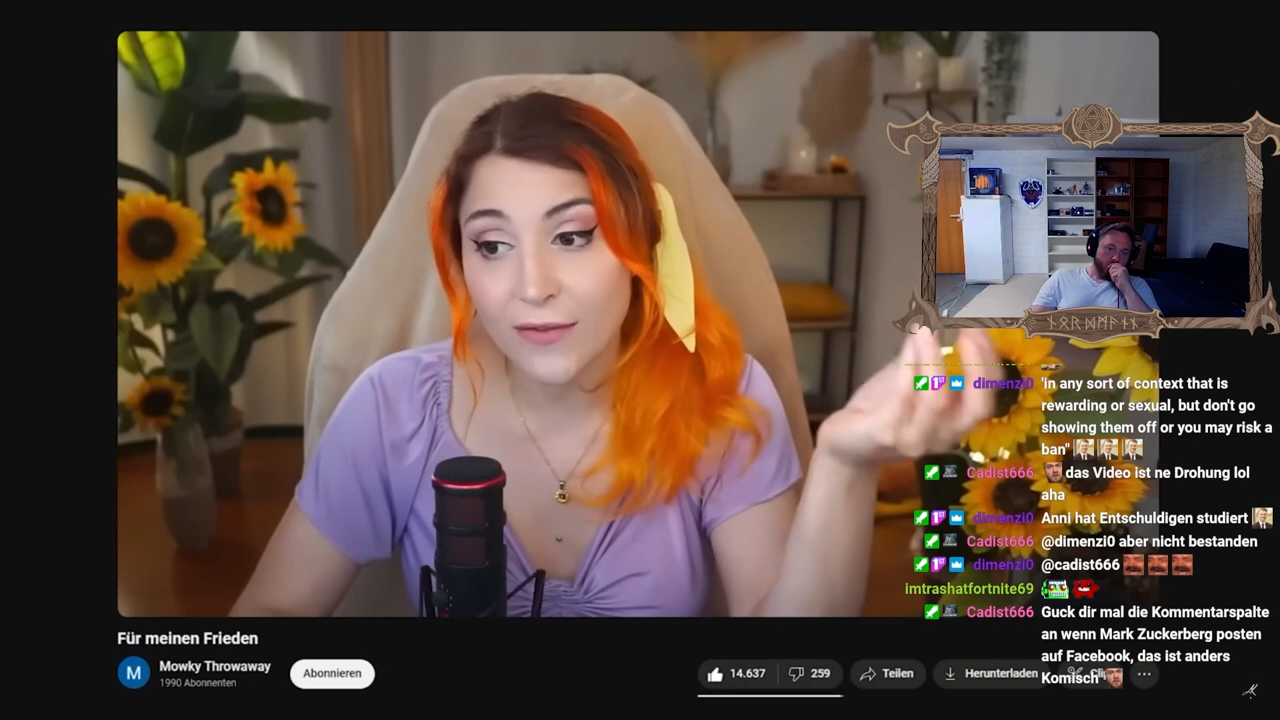 ᚾᛟᚱᛞᛗᚨᚾᚾ
dimenzi0 'in any sort of context that is
rewarding or sexual, but don't go
showing them off or you may risk a
ban"
Cadist666 das Video ist ne Drohung lol
aha
dimenzi0 Anni hat Entschuldigen studiert
Cadist666 @dimenzi0 aber nicht bestanden
dimenzi0 @cadist666
imtrashatfortnite69
Cadist666 Guck dir mal die Kommentarspalte
an wenn Mark Zuckerberg posten
auf Facebook, das ist anders
Komisch
Für meinen Frieden
M Mowky Throwaway
1990 Abonnenten
Abonnieren
14.637 259 Teilen Herunterladen